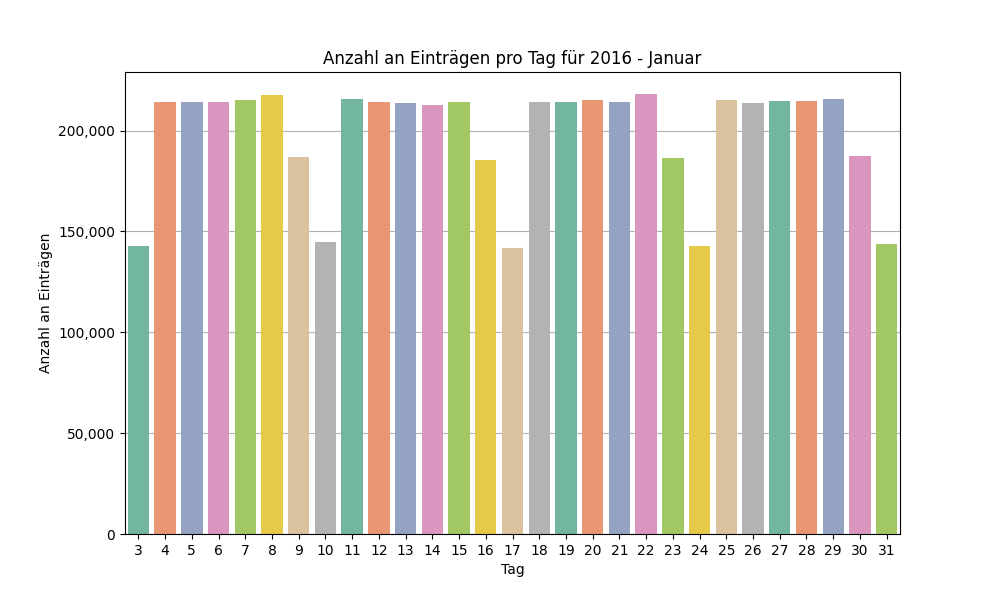 Anzahl an Einträgen pro Tag für 2016 - Januar
Anzahl an Einträgen
200,000
150,000
100,000
50,000
0
3 4 5 6 7 8 9 10 11 12 13 14 15 16 17 18 19 20 21 22 23 24 25 26 27 28 29 30 31
Tag